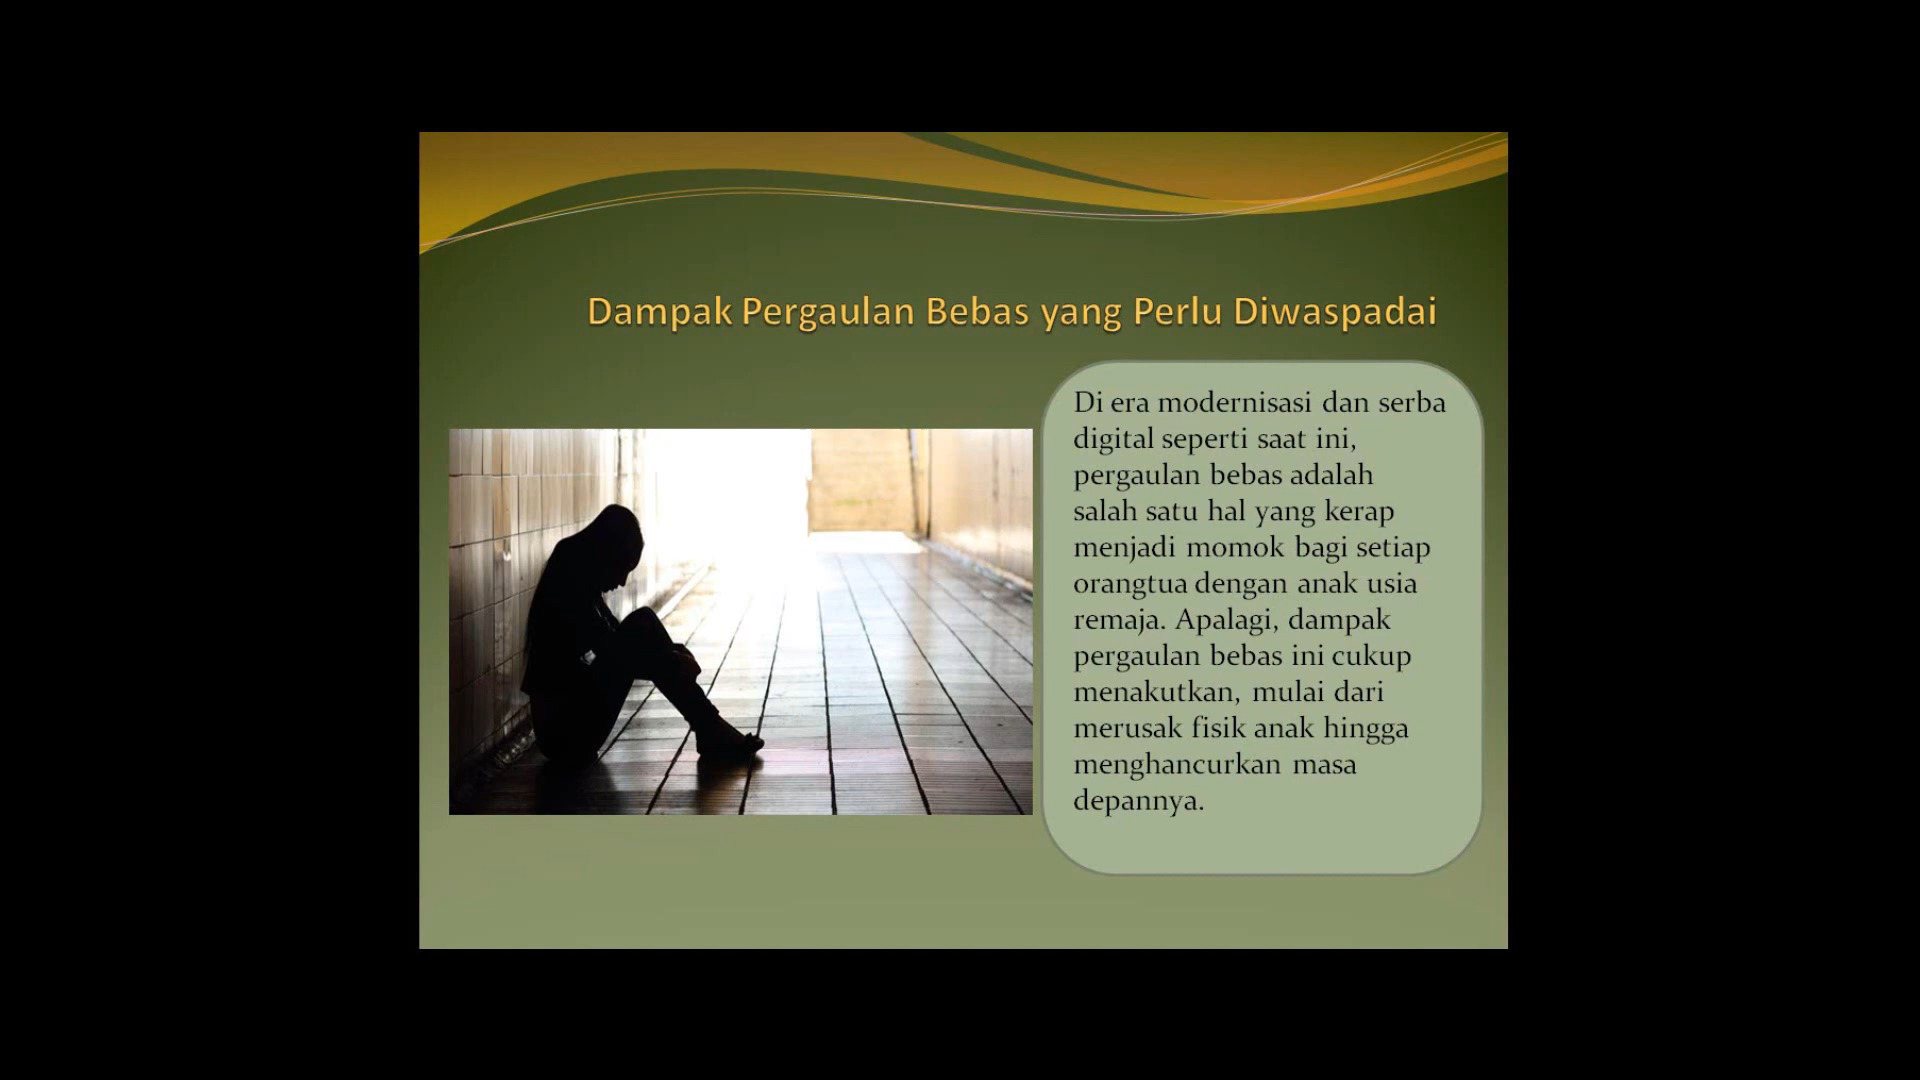 Dampak Pergaulan Bebas yang Perlu Diwaspadai
Di era modernisasi dan serba
digital seperti saat ini,
pergaulan bebas adalah
salah satu hal yang kerap
menjadi momok bagi setiap
orangtua dengan anak usia
remaja. Apalagi, dampak
pergaulan bebas ini cukup
menakutkan, mulai dari
merusak fisik anak hingga
menghancurkan masa
depannya.